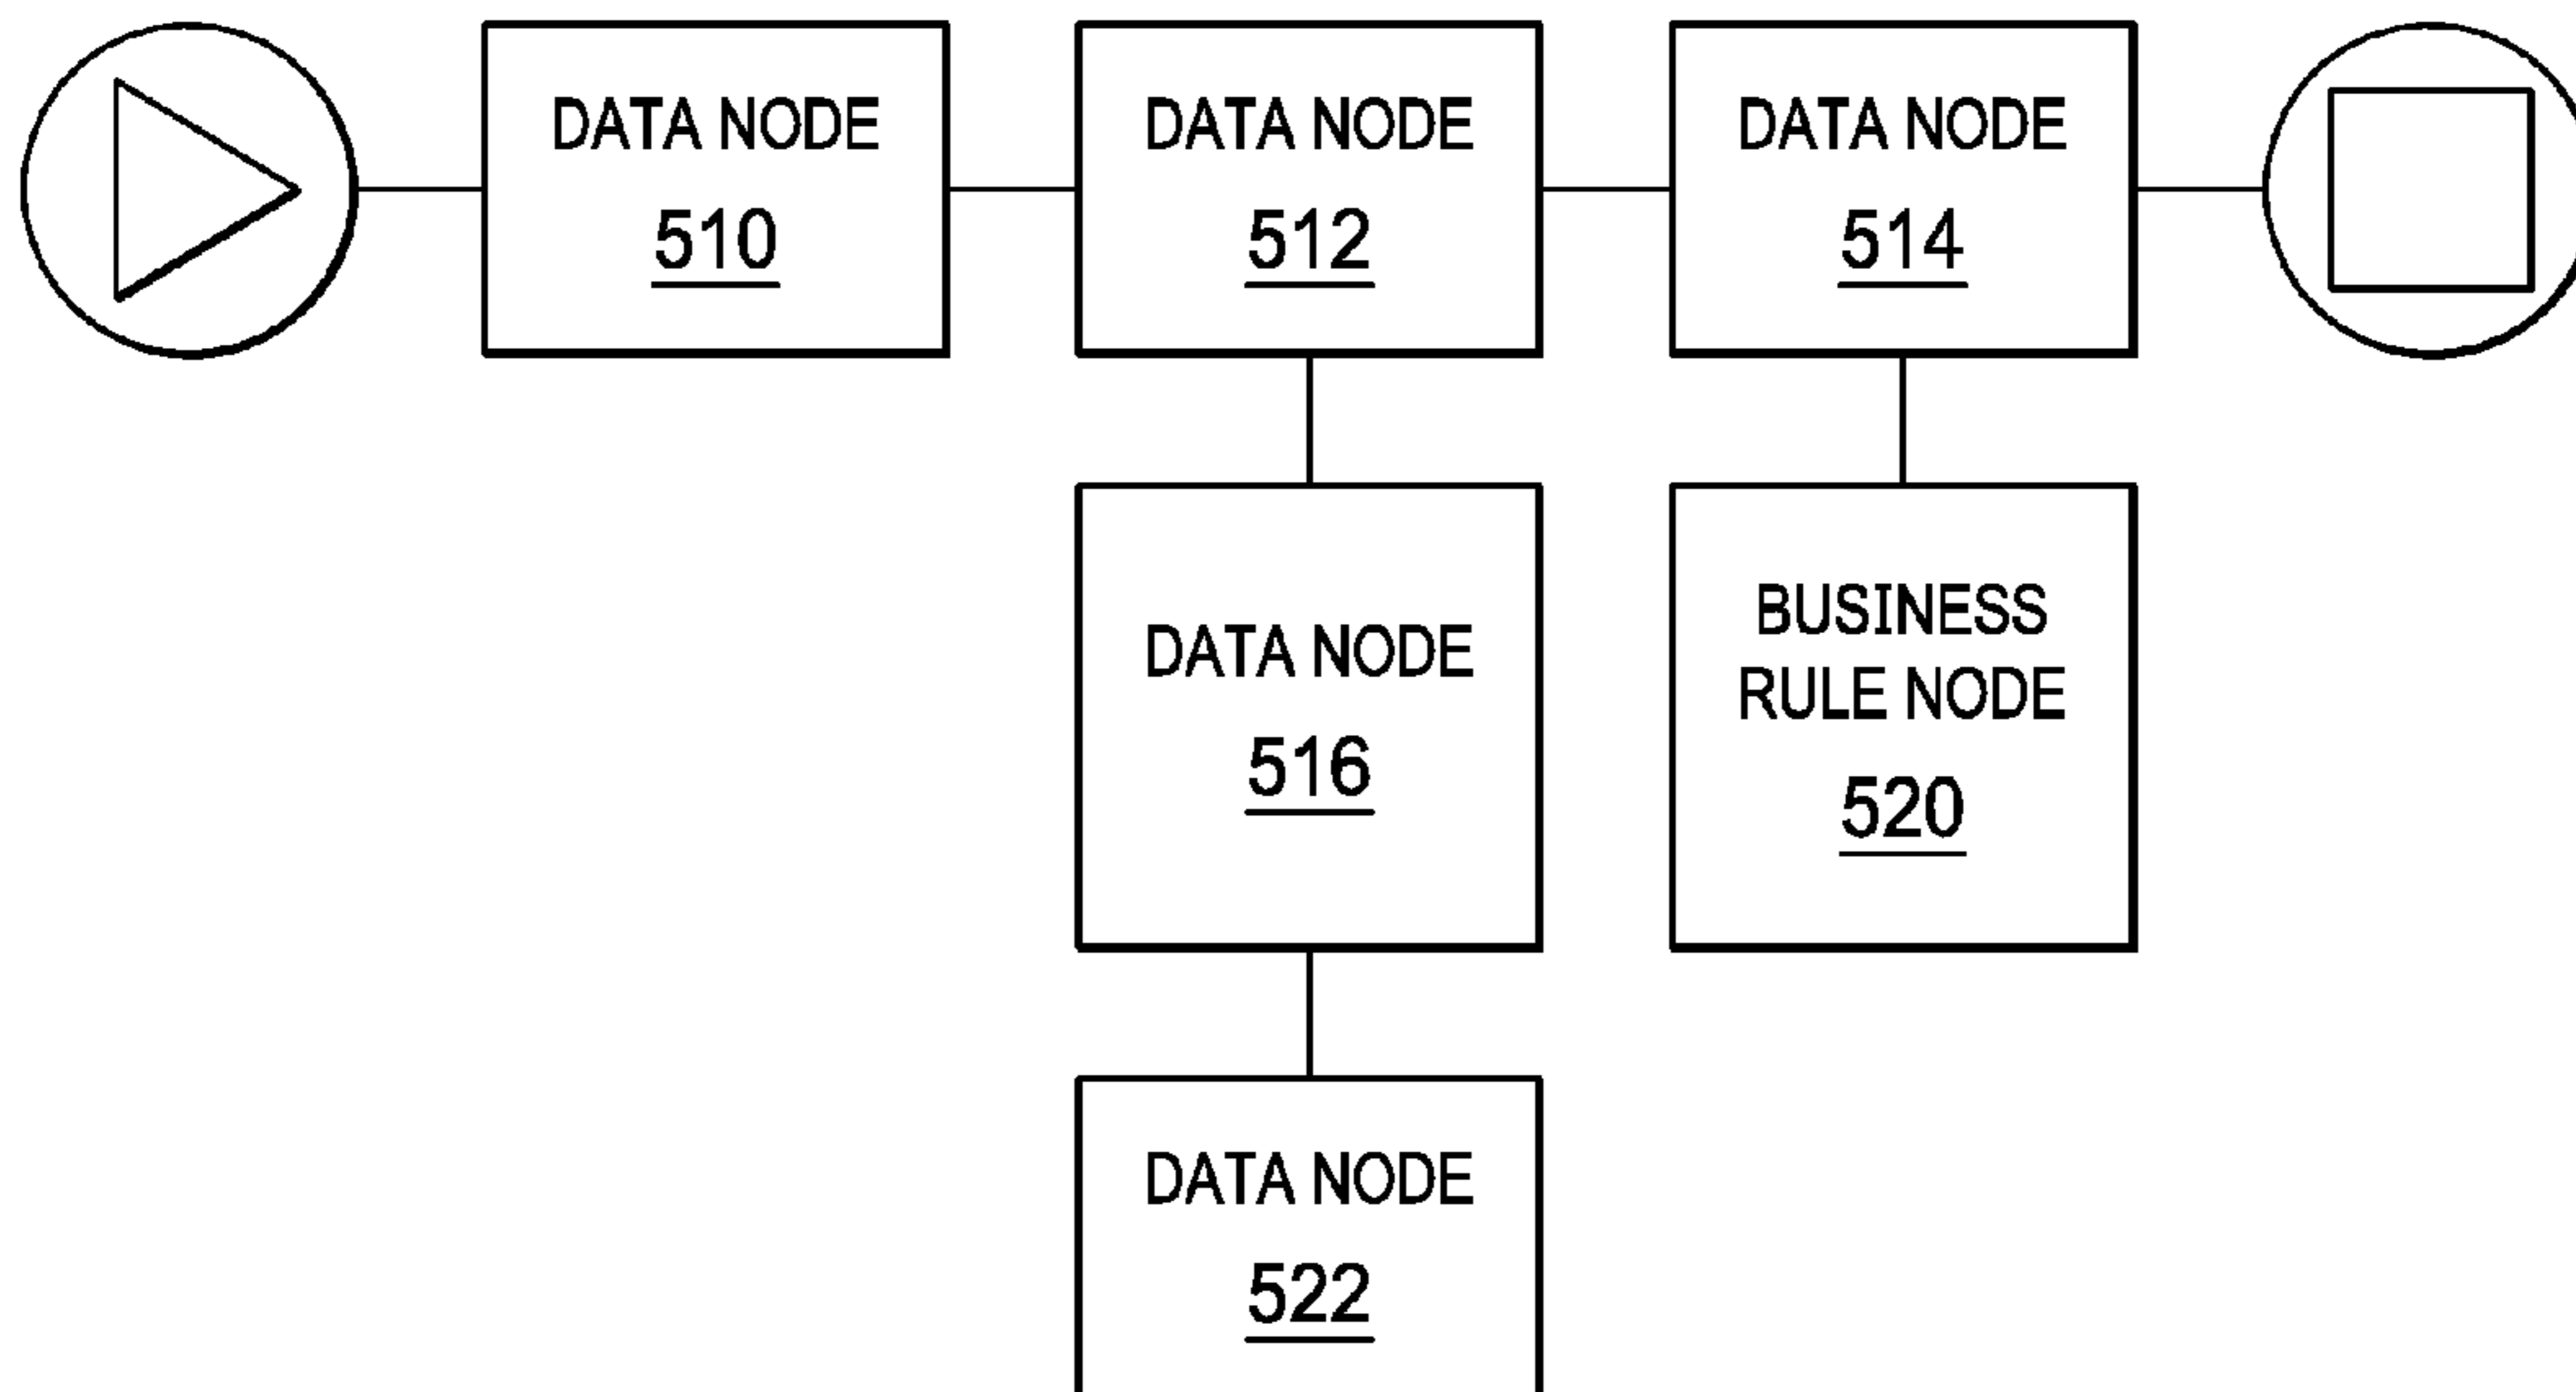 DATA NODE
510
DATA NODE
512
DATA NODE
514
DATA NODE
516
BUSINESS
RULE NODE
520
DATA NODE
522